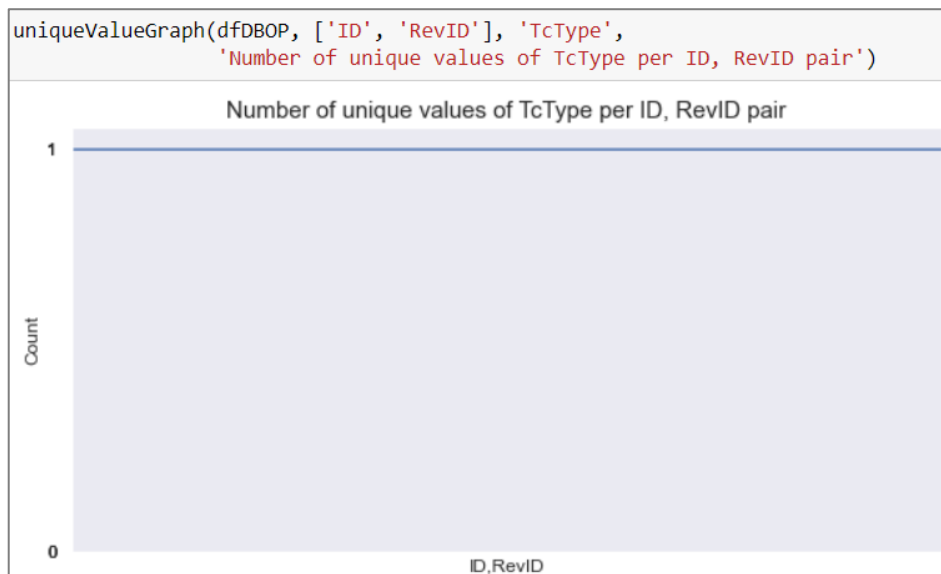 uniqueValueGraph(dfDBOP, ['ID', 'RevID'], 'TcType',
'Number of unique values of TcType per ID, RevID pair')
Number of unique values of TcType per ID, RevID pair
1
Count
0
ID,RevID